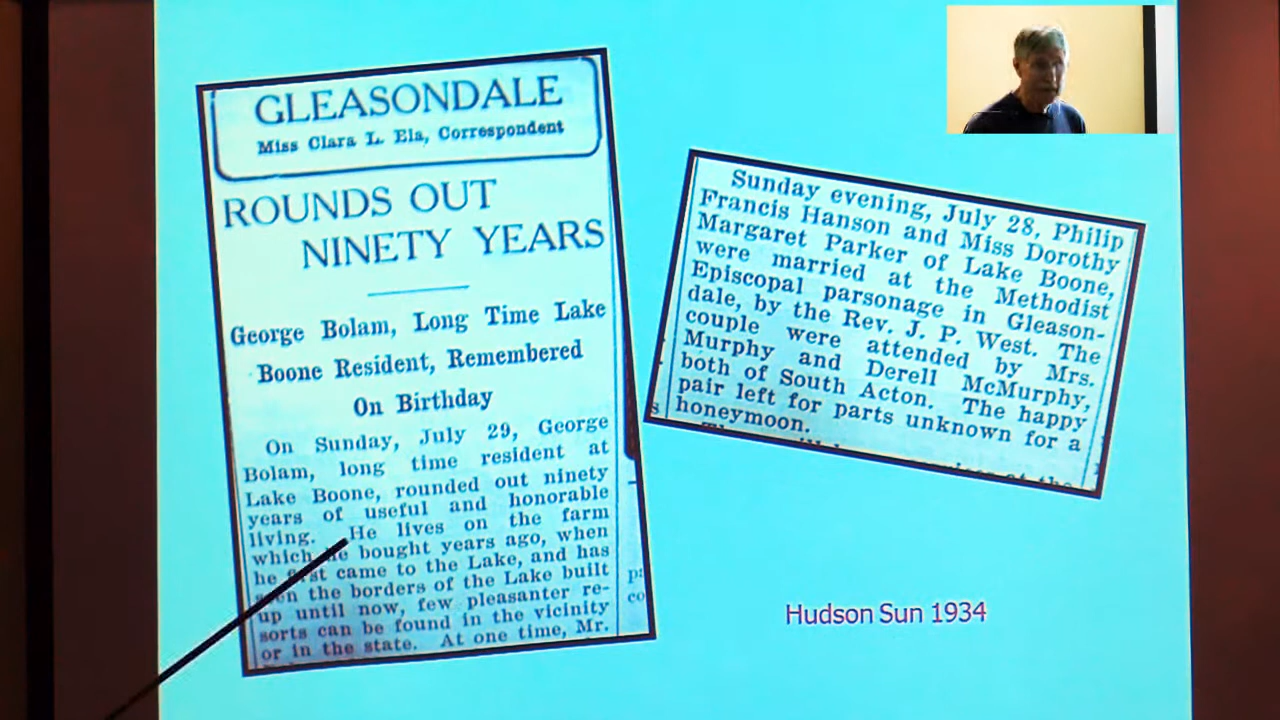 GLEASONDALE
Miss Clara L. Ela, Correspondent
ROUNDS OUT
NINETY YEARS
George Bolam, Long Time Lake
Boone Resident, Remembered
On Birthday
On Sunday, July 29, George
Bolam, long time resident at
Lake Boone, rounded out ninety
years of useful and honorable
living. He lives on the farm
which he bought years ago, when
he first came to the Lake, and has
seen the borders of the Lake built
up until now, few pleasanter re-
sorts can be found in the vicinity
or in the state. At one time, Mr.
Sunday evening, July 28, Philip
Francis Hanson and Miss Dorothy
Margaret Parker of Lake Boone,
were married at the Methodist
Episcopal parsonage in Gleason-
dale, by the Rev. J. P. West. The
couple were attended by Mrs.
Murphy and Derell McMurphy,
both of South Acton. The happy
pair left for parts unknown for a
honeymoon.
Hudson Sun 1934